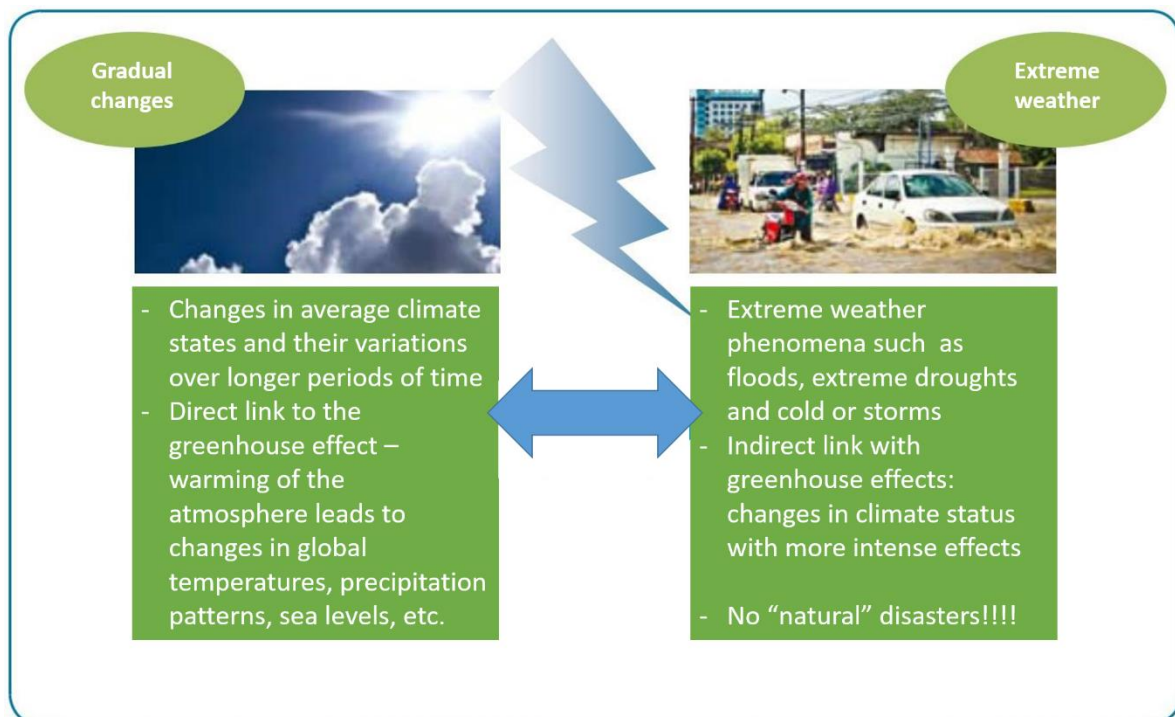 Gradual
changes
Extreme
weather
- Changes in average climate
states and their variations
over longer periods of time
- Direct link to the
greenhouse effect –
warming of the
atmosphere leads to
changes in global
temperatures, precipitation
patterns, sea levels, etc.
- Extreme weather
phenomena such as
floods, extreme droughts
and cold or storms
- Indirect link with
greenhouse effects:
changes in climate status
with more intense effects
- No “natural” disasters!!!!